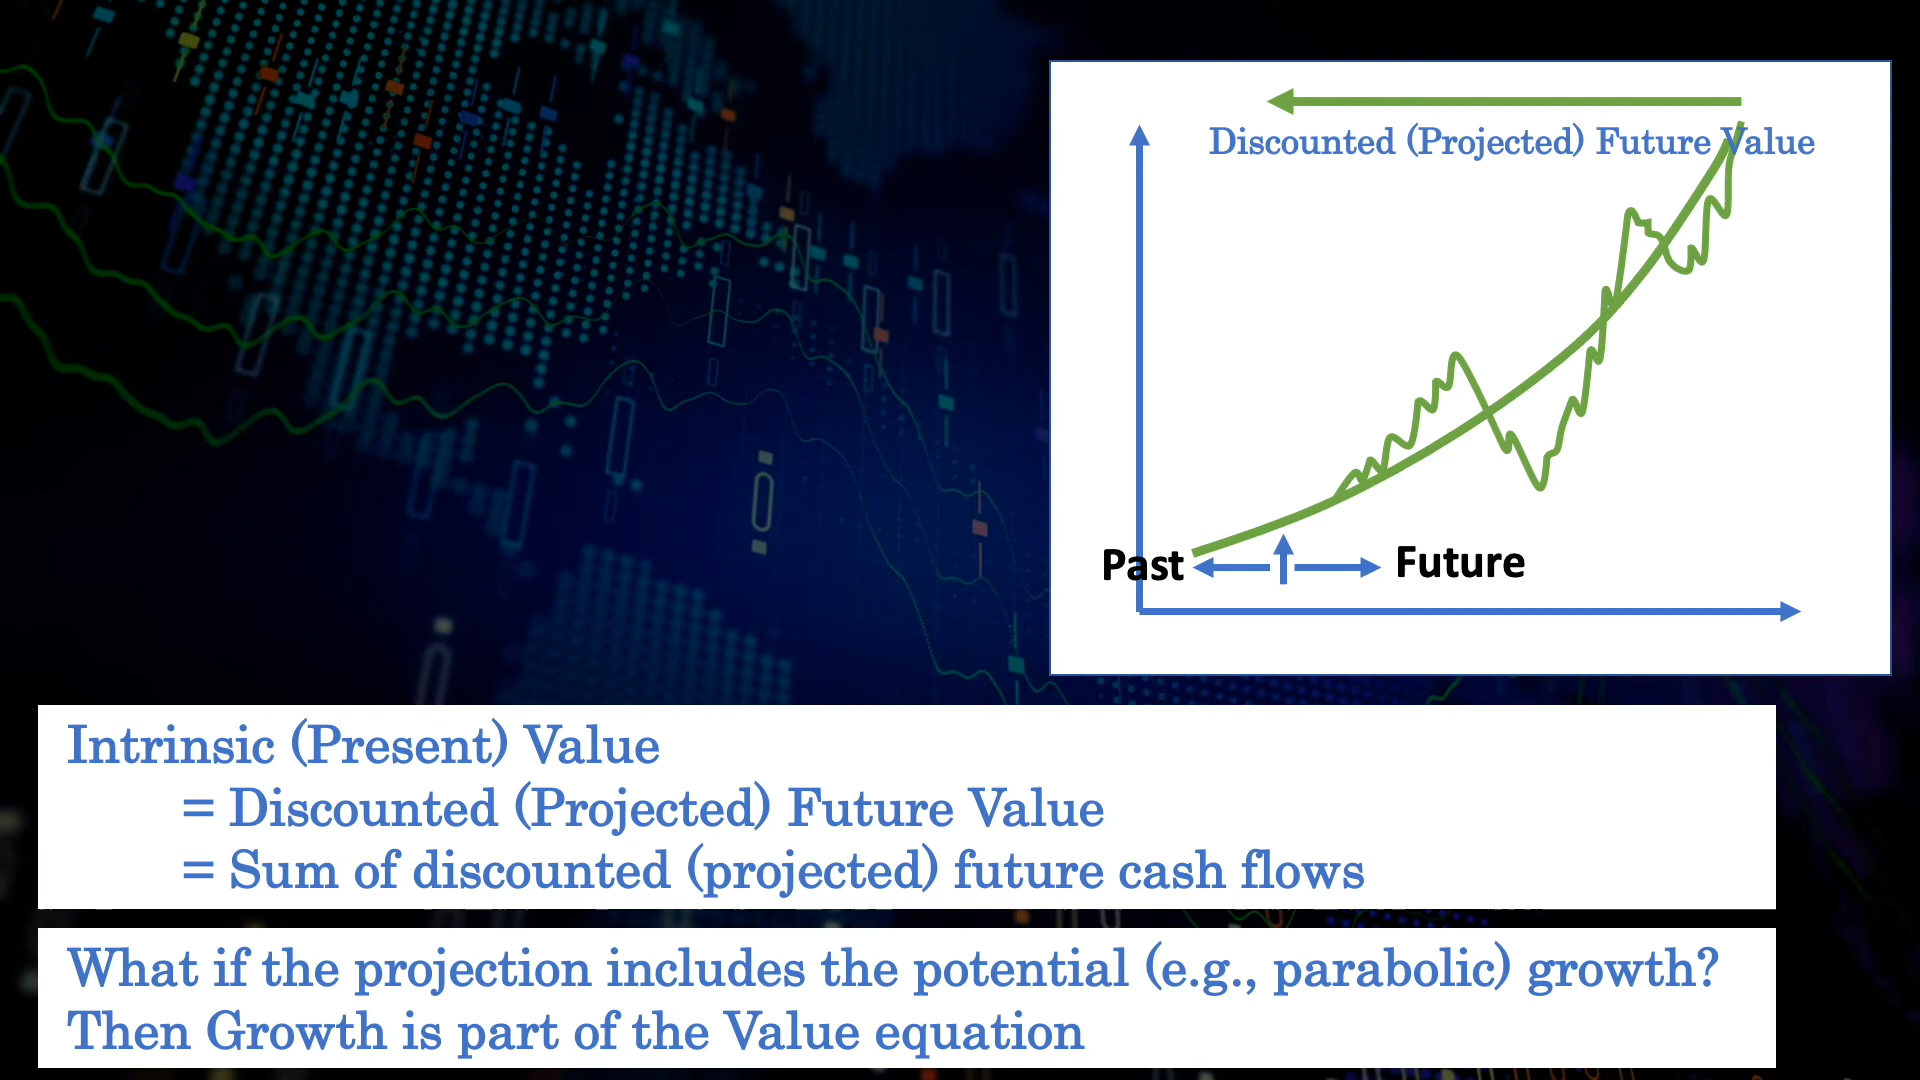 Discounted (Projected) Future Value
Past
Future
Intrinsic (Present) Value
= Discounted (Projected) Future Value
= Sum of discounted (projected) future cash flows
What if the projection includes the potential (e.g., parabolic) growth?
Then Growth is part of the Value equation